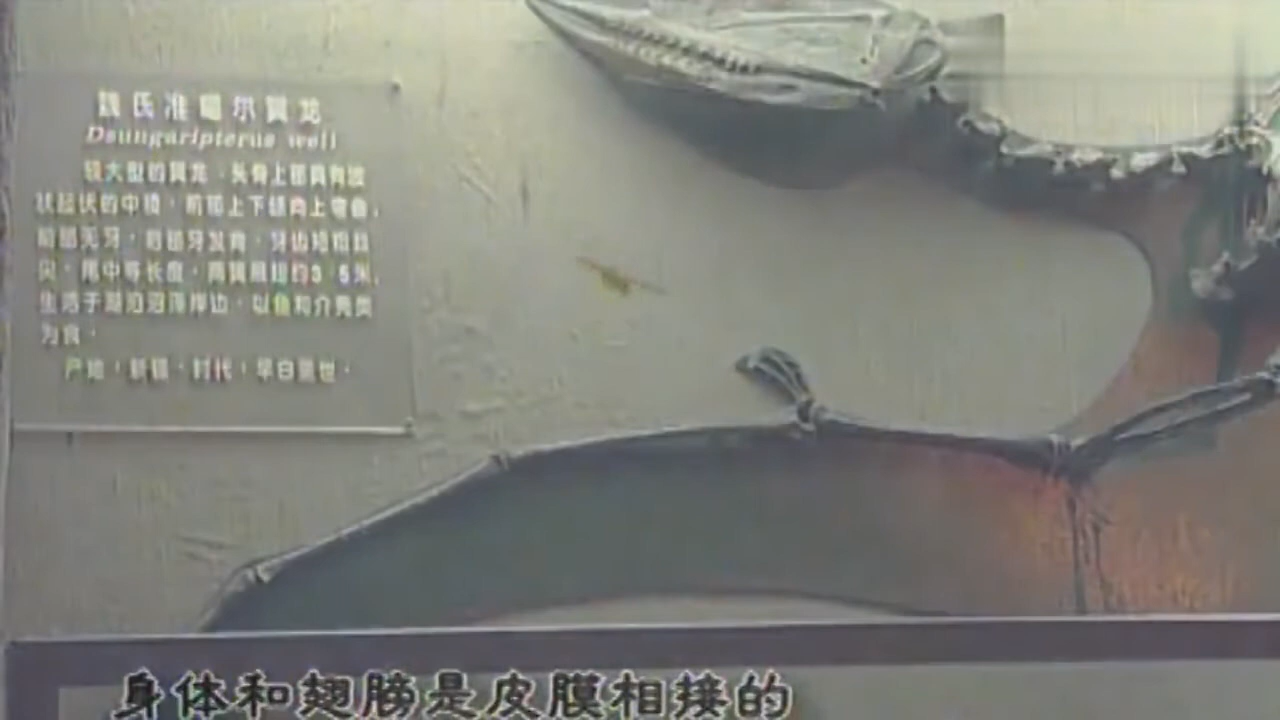 魏氏准噶尔翼龙
Dsungaripterus weii
较大型的翼龙，头骨上部具有波
状起伏的中棱，前部上下颌向上弯曲，
前部无牙，后部牙发育，牙齿短粗
尾中等长度，两翼展开约3.5米，
生活于湖泊沼泽岸边，以鱼和介壳类
为食。
产地：新疆，时代：早白垩世。
身体和翅膀是皮膜相接的